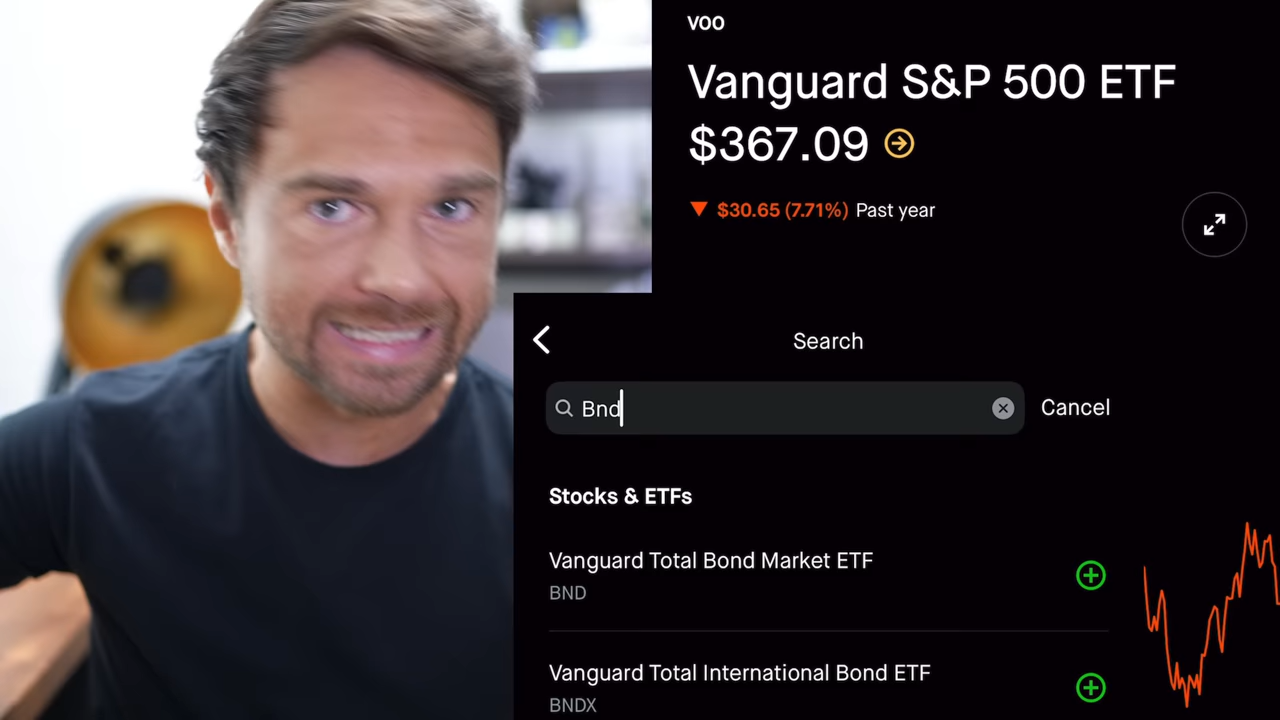 VOO
Vanguard S&P 500 ETF
$367.09
$30.65 (7.71%) Past year
Search
Bnd
Cancel
Stocks & ETFs
Vanguard Total Bond Market ETF
BND
Vanguard Total International Bond ETF
BNDX